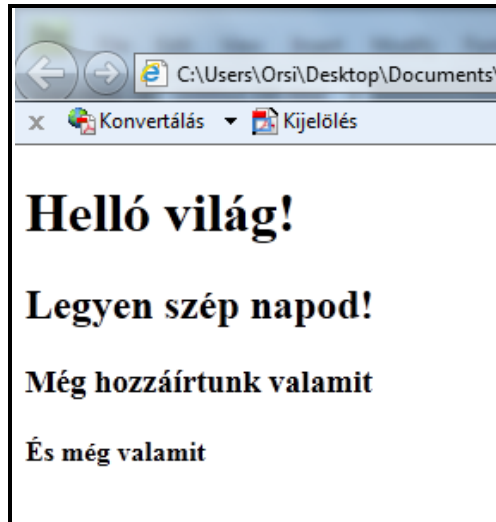 C:\Users\Orsi\Desktop\Documents\
x Konvertálás Kijelölés
Helló világ!
Legyen szép napod!
Még hozzáírtunk valamit
És még valamit